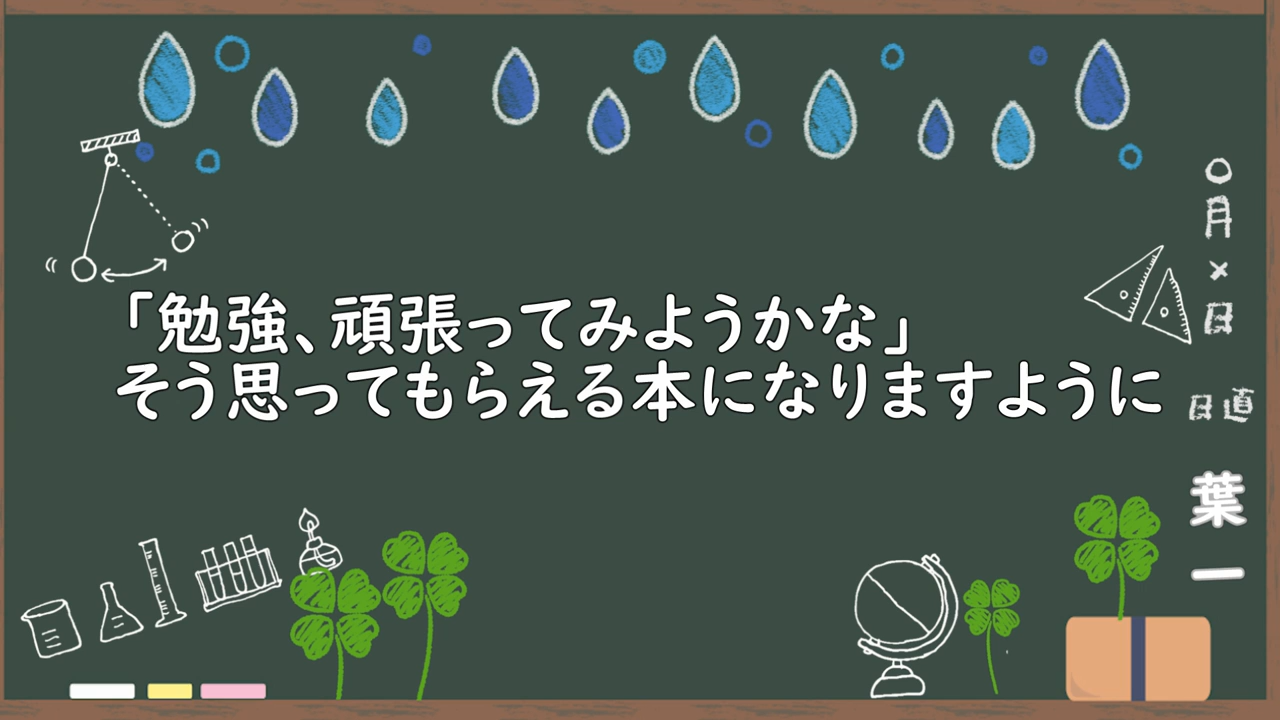 「勉強、頑張ってみようかな」
そう思ってもらえる本になりますように
〇月×日
日直
葉一